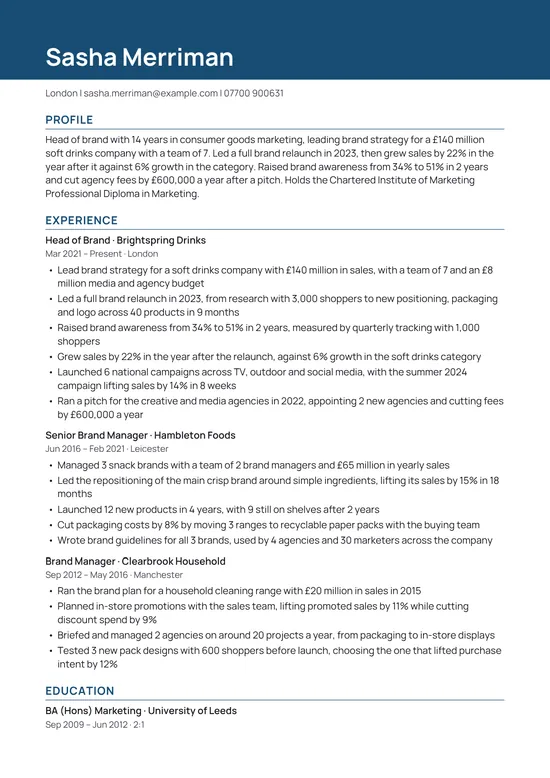 Sasha Merriman
London | sasha.merriman@example.com | 07700 900631
PROFILE
Head of brand with 14 years in consumer goods marketing, leading brand strategy for a £140 million
soft drinks company with a team of 7. Led a full brand relaunch in 2023, then grew sales by 22% in the
year after it against 6% growth in the category. Raised brand awareness from 34% to 51% in 2 years
and cut agency fees by £600,000 a year after a pitch. Holds the Chartered Institute of Marketing
Professional Diploma in Marketing.
EXPERIENCE
Head of Brand · Brightspring Drinks
Mar 2021 – Present · London
• Lead brand strategy for a soft drinks company with £140 million in sales, with a team of 7 and an £8
million media and agency budget
• Led a full brand relaunch in 2023, from research with 3,000 shoppers to new positioning, packaging
and logo across 40 products in 9 months
• Raised brand awareness from 34% to 51% in 2 years, measured by quarterly tracking with 1,000
shoppers
• Grew sales by 22% in the year after the relaunch, against 6% growth in the soft drinks category
• Launched 6 national campaigns across TV, outdoor and social media, with the summer 2024
campaign lifting sales by 14% in 8 weeks
• Ran a pitch for the creative and media agencies in 2022, appointing 2 new agencies and cutting fees
by £600,000 a year
Senior Brand Manager · Hambleton Foods
Jun 2016 – Feb 2021 · Leicester
• Managed 3 snack brands with a team of 2 brand managers and £65 million in yearly sales
• Led the repositioning of the main crisp brand around simple ingredients, lifting its sales by 15% in 18
months
• Launched 12 new products in 4 years, with 9 still on shelves after 2 years
• Cut packaging costs by 8% by moving 3 ranges to recyclable paper packs with the buying team
• Wrote brand guidelines for all 3 brands, used by 4 agencies and 30 marketers across the company
Brand Manager · Clearbrook Household
Sep 2012 – May 2016 · Manchester
• Ran the brand plan for a household cleaning range with £20 million in sales in 2015
• Planned in-store promotions with the sales team, lifting promoted sales by 11% while cutting
discount spend by 9%
• Briefed and managed 2 agencies on around 20 projects a year, from packaging to in-store displays
• Tested 3 new pack designs with 600 shoppers before launch, choosing the one that lifted purchase
intent by 12%
EDUCATION
BA (Hons) Marketing · University of Leeds
Sep 2009 – Jun 2012 · 2:1